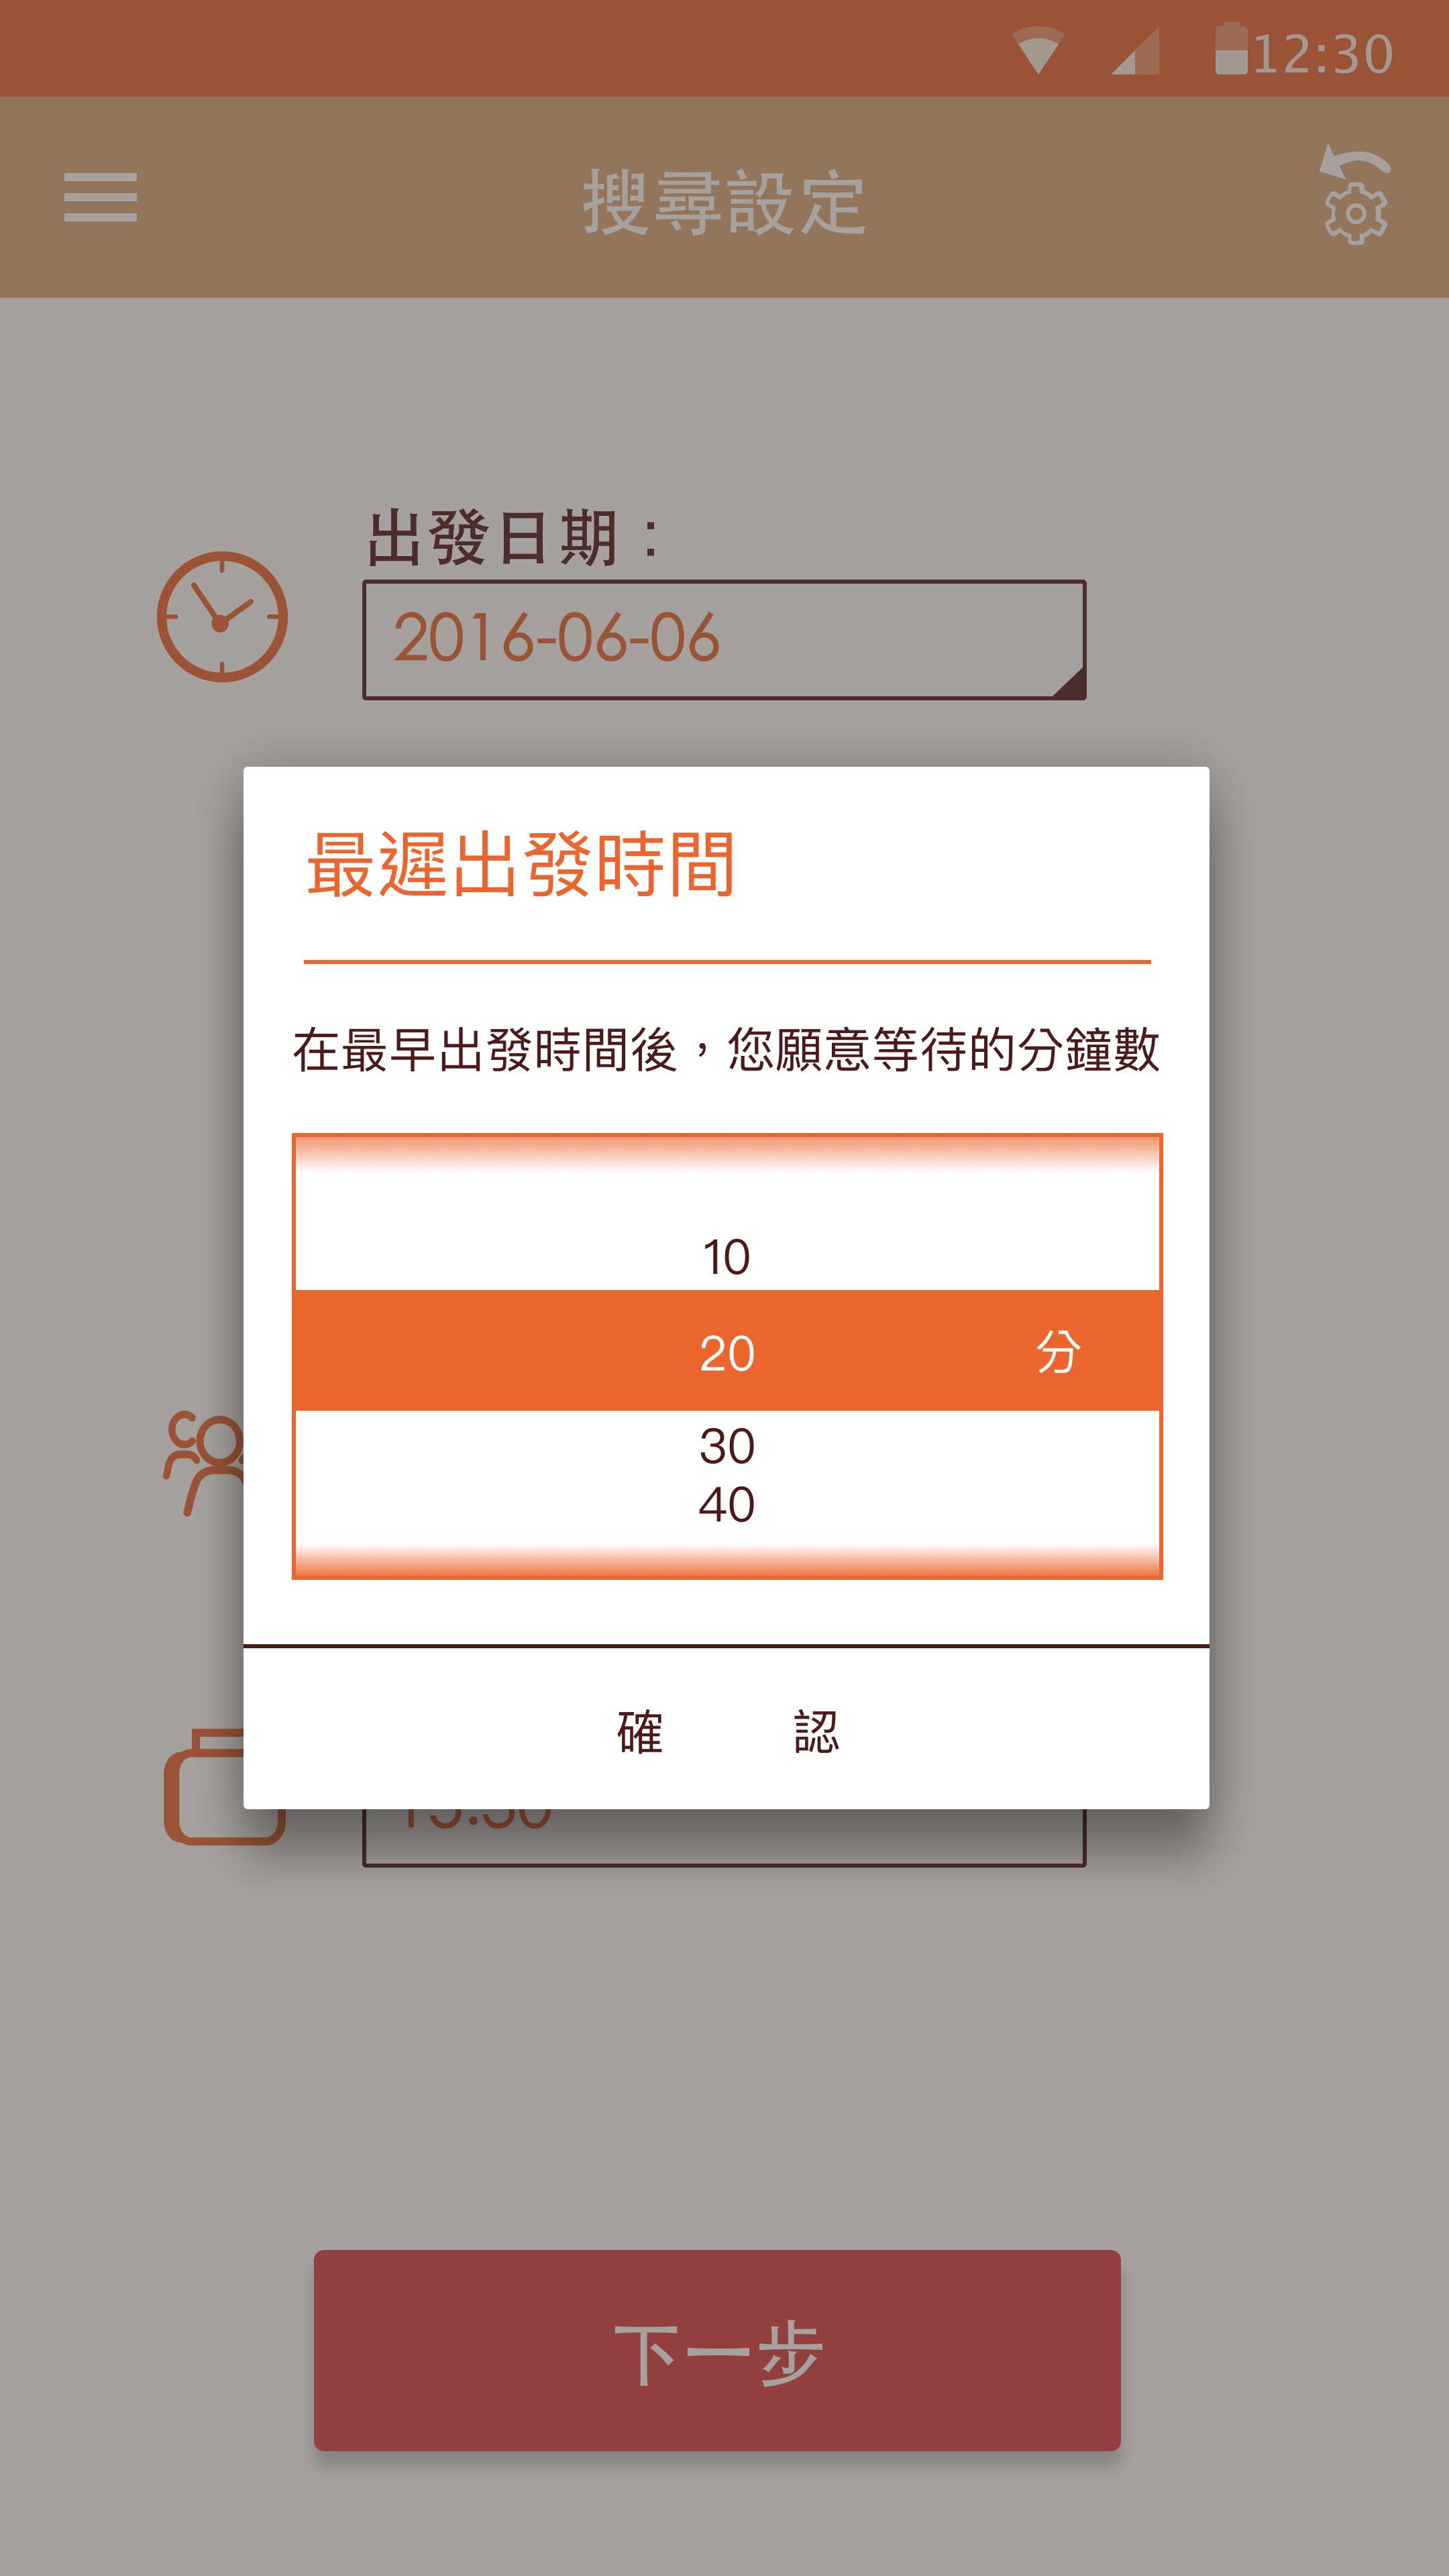 12:30
搜尋設定
出發日期：
2016-06-06
最遲出發時間
在最早出發時間後，您願意等待的分鐘數
10
20 分
30
40
確 認
下一步